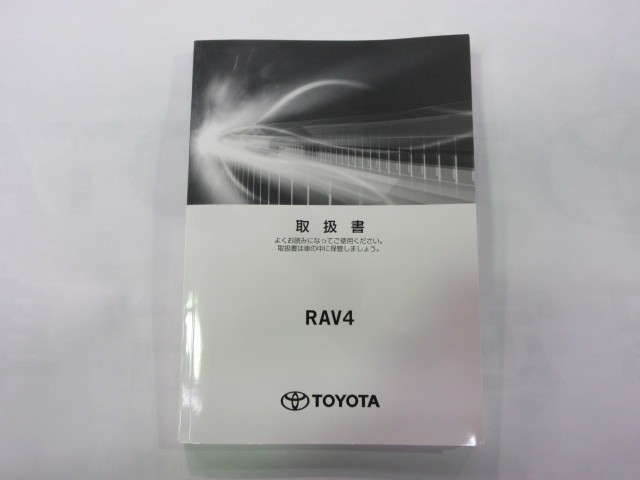 取扱書
よくお読みになってご使用ください。
取扱書は車の中に保管しましょう。
RAV4
TOYOTA